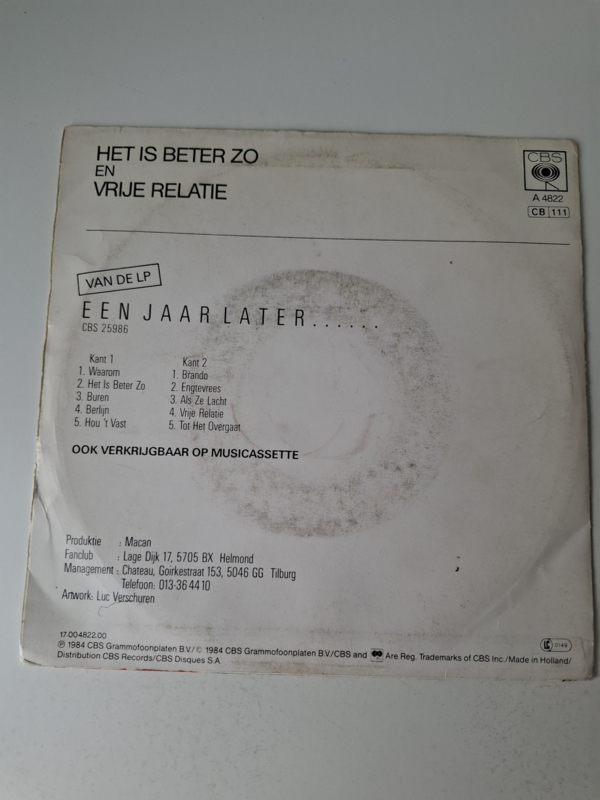 HET IS BETER ZO
EN
VRIJE RELATIE
CBS
A 4822
CB 111
VAN DE LP
EEN JAAR LATER......
CBS 25986
Kant 1
1. Waarom
2. Het Is Beter Zo
3. Buren
4. Berlijn
5. Hou 't Vast
Kant 2
1. Brando
2. Engtevrees
3. Als Ze Lacht
4. Vrije Relatie
5. Tot Het Overgaat
OOK VERKRIJGBAAR OP MUSICASSETTE
Produktie : Macan
Fanclub : Lage Dijk 17, 5705 BX Helmond
Management : Chateau, Goirkestraat 153, 5046 GG Tilburg
Telefoon: 013-36 44 10
Artwork: Luc Verschuren
17.004822.00
℗ 1984 CBS Grammofoonplaten B.V./© 1984 CBS Grammofoonplaten B.V./CBS and Are Reg. Trademarks of CBS Inc./Made in Holland/
Distribution CBS Records/CBS Disques S.A.